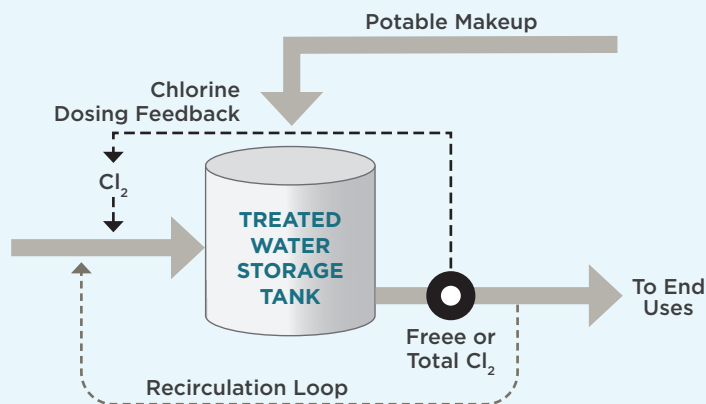 Potable Makeup
Chlorine
Dosing Feedback
Cl₂
TREATED
WATER
STORAGE
TANK
To End
Uses
Freee or
Total Cl₂
Recirculation Loop